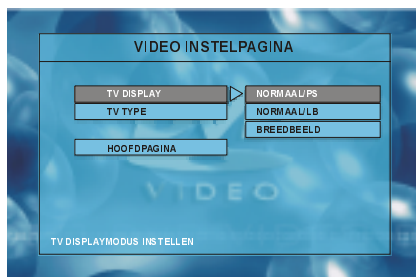 VIDEO INSTELPAGINA
TV DISPLAY
NORMAAL/PS
TV TYPE
NORMAAL/LB
BREEDBEELD
HOOFDPAGINA
VIDEO
TV DISPLAYMODUS INSTELLEN